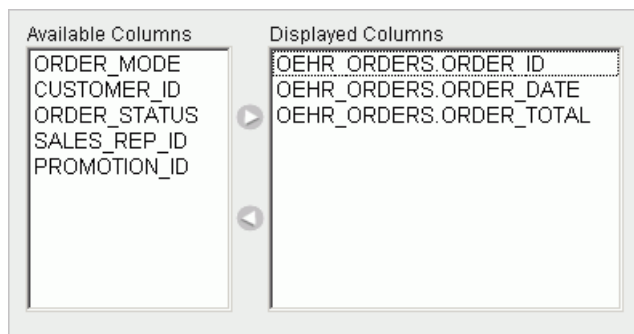 Available Columns
ORDER_MODE
CUSTOMER_ID
ORDER_STATUS
SALES_REP_ID
PROMOTION_ID
Displayed Columns
OEHR_ORDERS.ORDER_ID
OEHR_ORDERS.ORDER_DATE
OEHR_ORDERS.ORDER_TOTAL